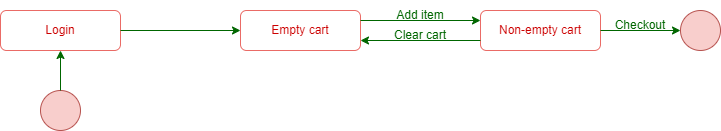 Login
Empty cart
Add item
Clear cart
Non-empty cart
Checkout